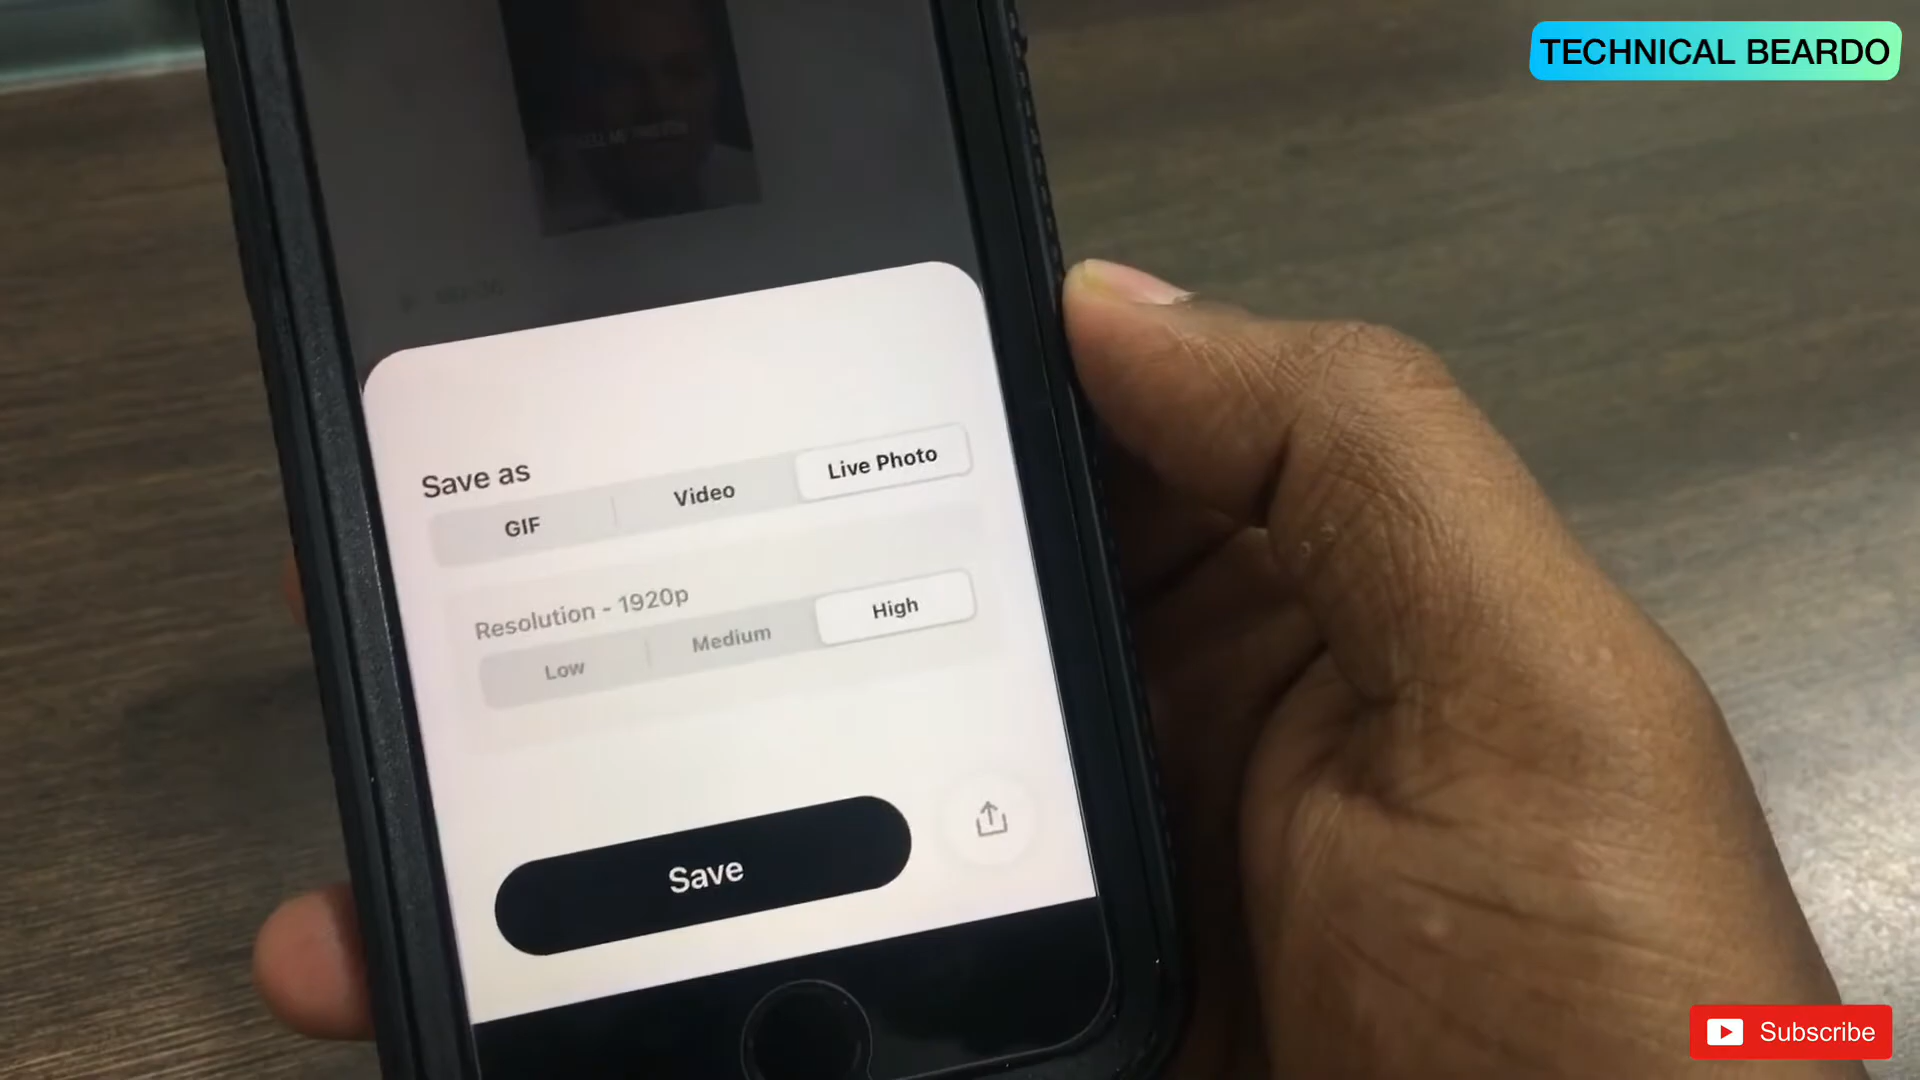 TECHNICAL BEARDO
Save as
GIF
Video
Live Photo
Resolution - 1920p
Low
Medium
High
Save
Subscribe